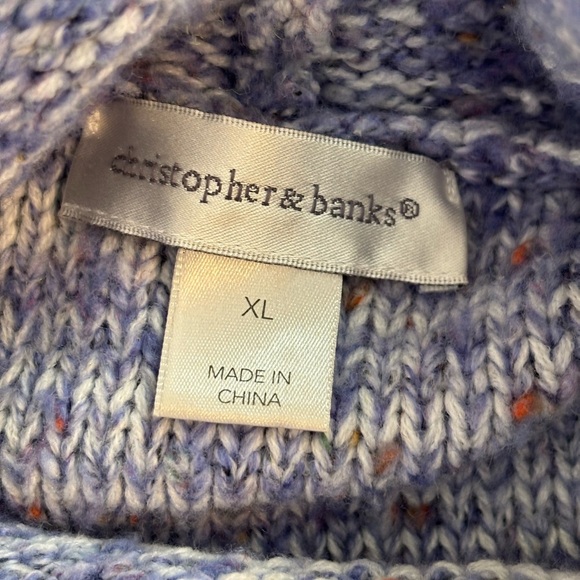 christopher & banks®
XL
MADE IN
CHINA